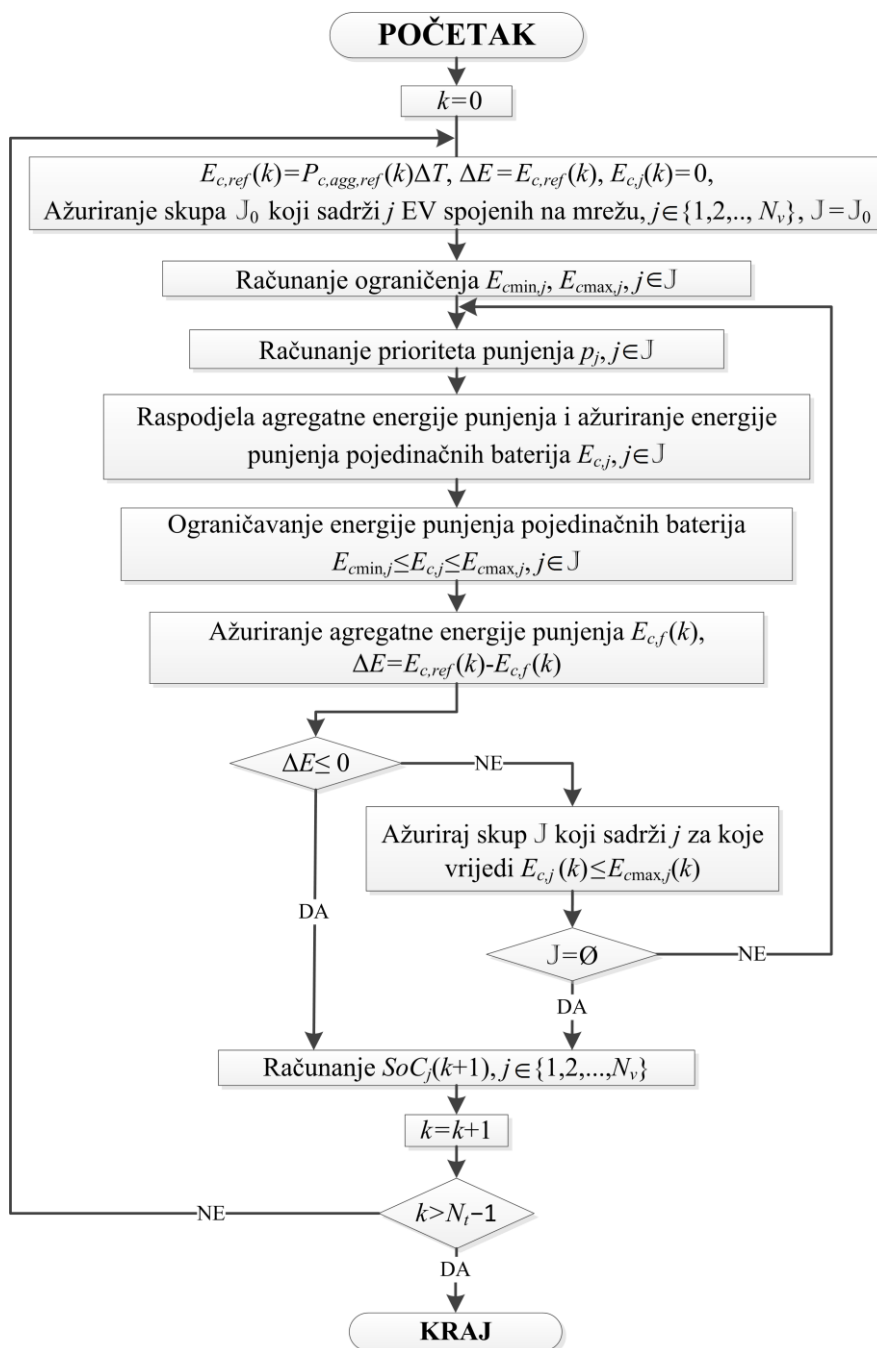 POČETAK
k=0
E_{c,ref}(k)=P_{c,agg,ref}(k)ΔT, ΔE=E_{c,ref}(k), E_{c,j}(k)=0,
Ažuriranje skupa 𝕁_0 koji sadrži j EV spojenih na mrežu, j∈{1,2,.., N_v}, 𝕁=𝕁_0
Računanje ograničenja E_{cmin,j}, E_{cmax,j}, j∈𝕁
Računanje prioriteta punjenja p_j, j∈𝕁
Raspodjela agregatne energije punjenja i ažuriranje energije
punjenja pojedinačnih baterija E_{c,j}, j∈𝕁
Ograničavanje energije punjenja pojedinačnih baterija
E_{cmin,j}≤E_{c,j}≤E_{cmax,j}, j∈𝕁
Ažuriranje agregatne energije punjenja E_{c,f}(k),
ΔE=E_{c,ref}(k)-E_{c,f}(k)
ΔE≤ 0
NE
Ažuriraj skup 𝕁 koji sadrži j za koje
vrijedi E_{c,j}(k)≤E_{cmax,j}(k)
DA
𝕁=Ø
NE
DA
Računanje SoC_j(k+1), j∈{1,2,...,N_v}
k=k+1
k>N_t−1
NE
DA
KRAJ